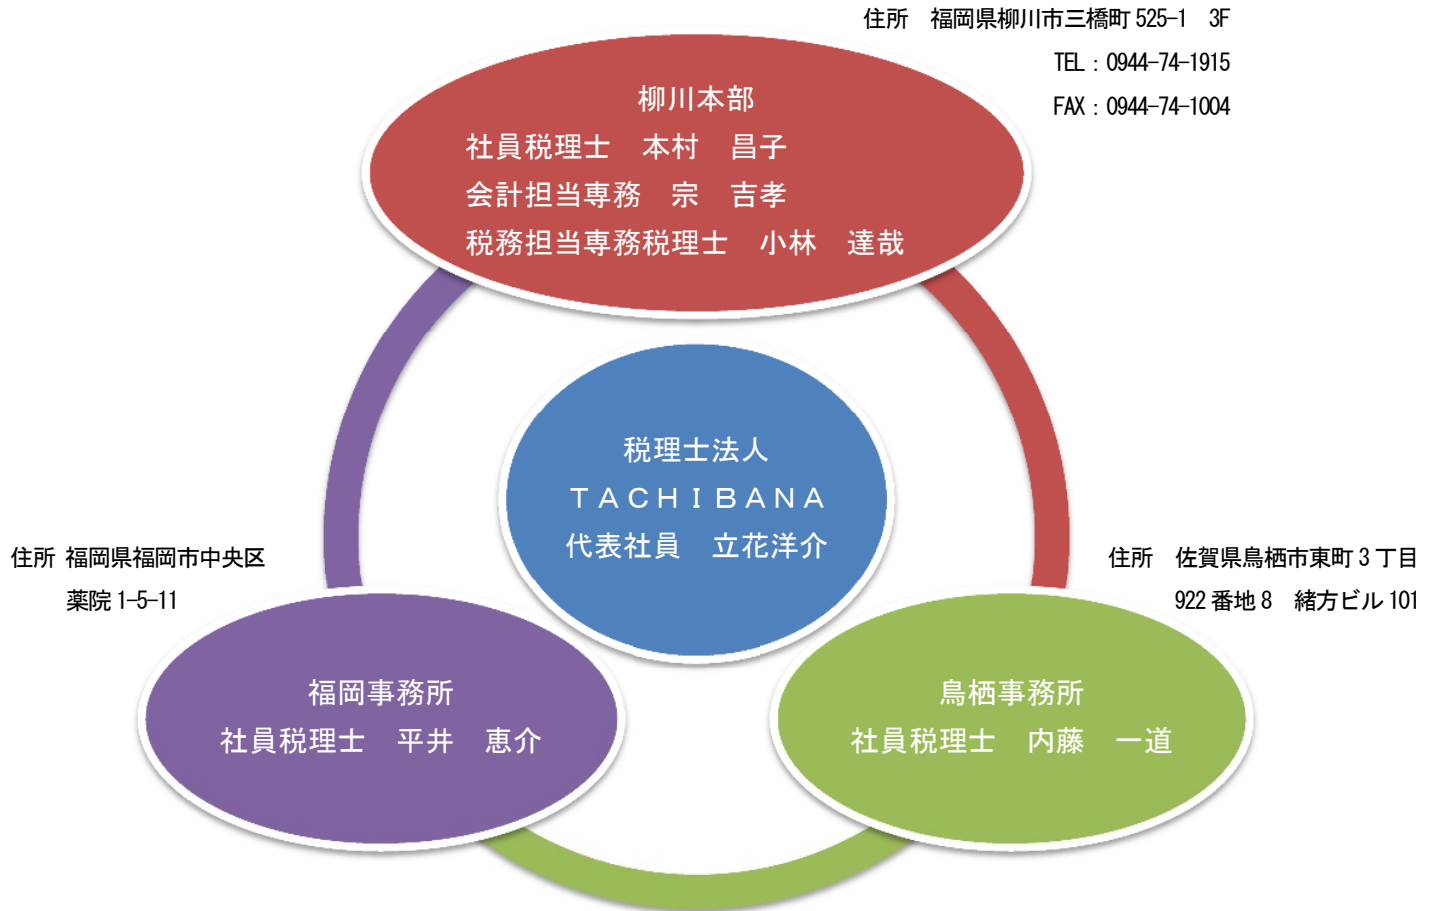 住所　福岡県柳川市三橋町 525-1　3F
TEL：0944-74-1915
FAX：0944-74-1004
柳川本部
社員税理士　本村　昌子
会計担当専務　宗　吉孝
税務担当専務税理士　小林　達哉
税理士法人
ＴＡＣＨＩＢＡＮＡ
代表社員　立花洋介
住所 福岡県福岡市中央区
薬院 1-5-11
福岡事務所
社員税理士　平井　恵介
住所　佐賀県鳥栖市東町 3 丁目
922 番地 8　緒方ビル 101
鳥栖事務所
社員税理士　内藤　一道